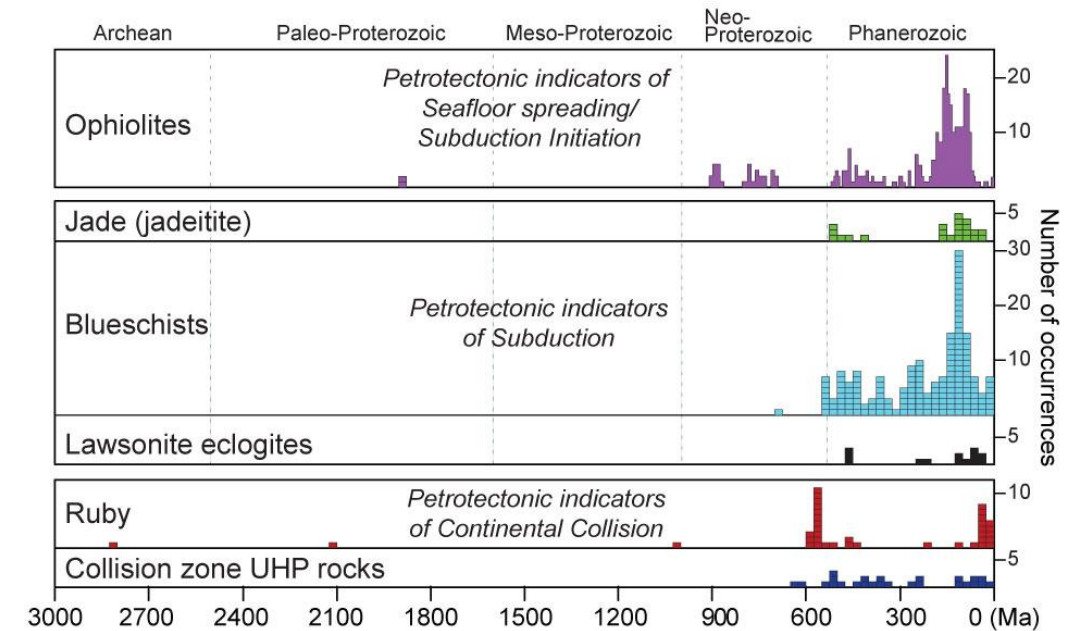 Archean Paleo-Proterozoic Meso-Proterozoic Neo-Proterozoic Phanerozoic
Petrotectonic indicators of
Seafloor spreading/
Subduction Initiation
Ophiolites
20
10
Jade (jadeitite)
5
30
Blueschists
Petrotectonic indicators
of Subduction
20
10
Number of occurrences
Lawsonite eclogites
5
Ruby
Petrotectonic indicators
of Continental Collision
10
Collision zone UHP rocks
5
3000 2700 2400 2100 1800 1500 1200 900 600 300 0 (Ma)